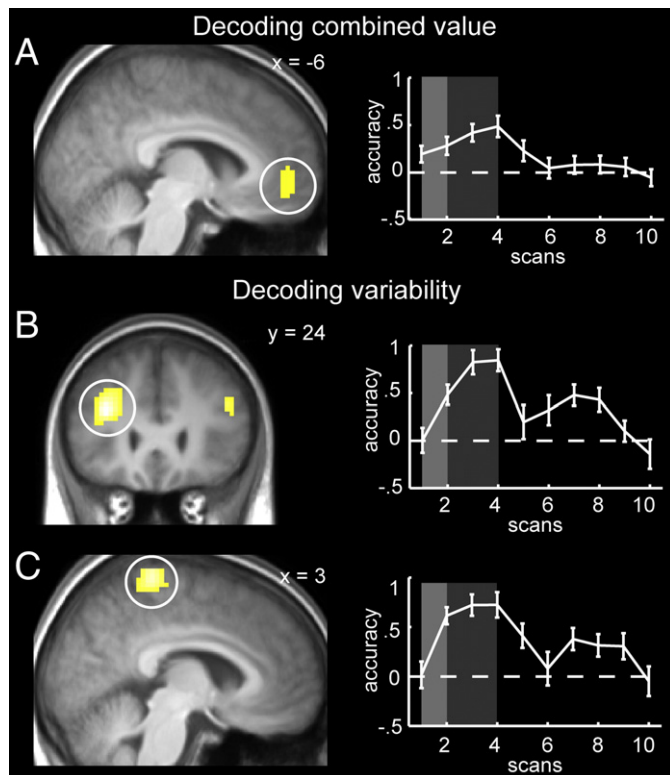 Decoding combined value
A
x = -6
accuracy
1
.5
0
-.5
2 4 6 8 10
scans
Decoding variability
B
y = 24
accuracy
1
.5
0
-.5
2 4 6 8 10
scans
C
x = 3
accuracy
1
.5
0
-.5
2 4 6 8 10
scans